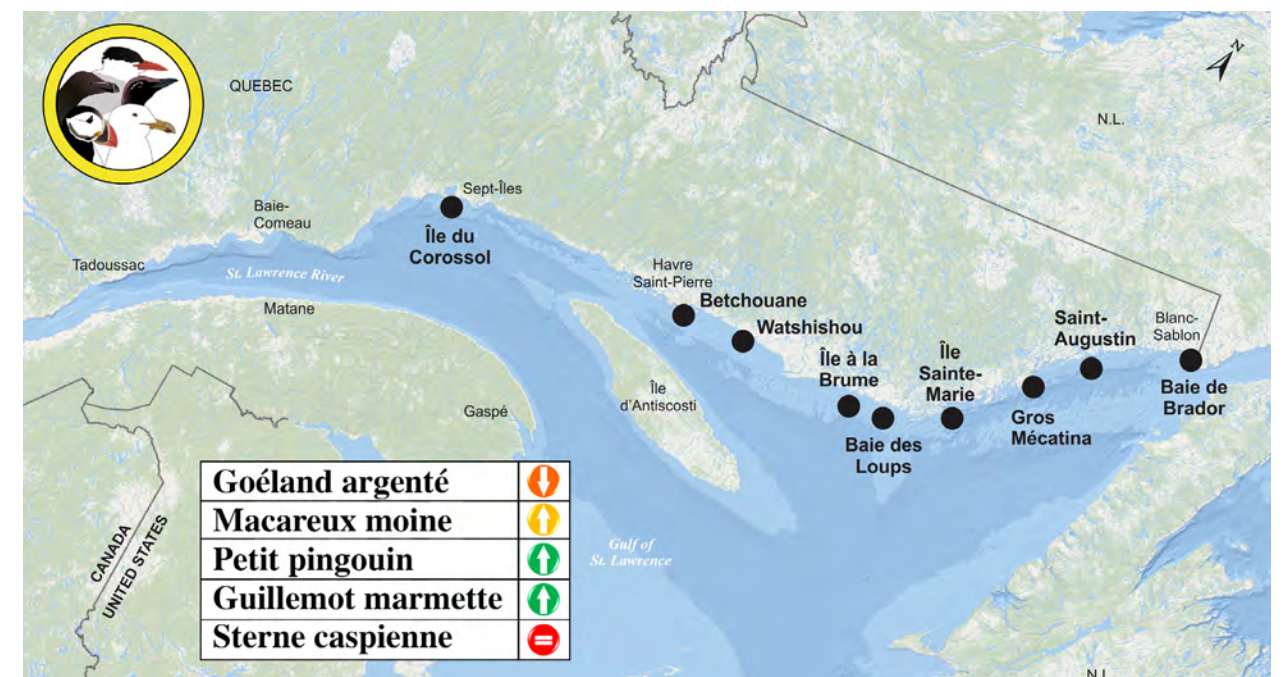 N
QUEBEC
N.L.
Sept-Îles
Baie-
Comeau
Île du
Corossol
Tadoussac
St. Lawrence River
Havre
Saint-Pierre
Matane
Betchouane
Watshishou
Saint-
Augustin
Blanc-
Sablon
Île à la
Brume
Île
Sainte-
Marie
Baie de
Brador
Île
d'Antiscosti
Gaspé
Gros
Mécatina
Baie des
Loups
Goéland argenté
Macareux moine
Petit pingouin
Guillemot marmette
Sterne caspienne
Gulf of
St. Lawrence
CANADA
UNITED STATES